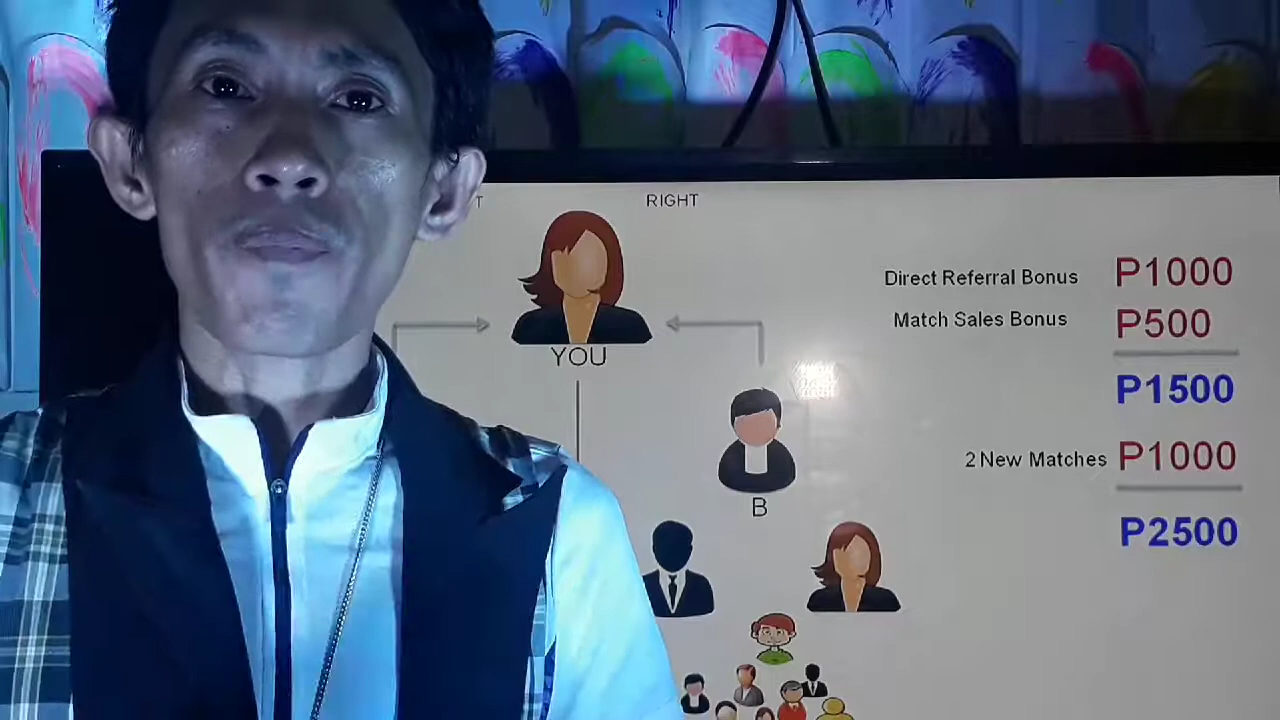 RIGHT
YOU
B
Direct Referral Bonus P1000
Match Sales Bonus P500
P1500
2 New Matches P1000
P2500